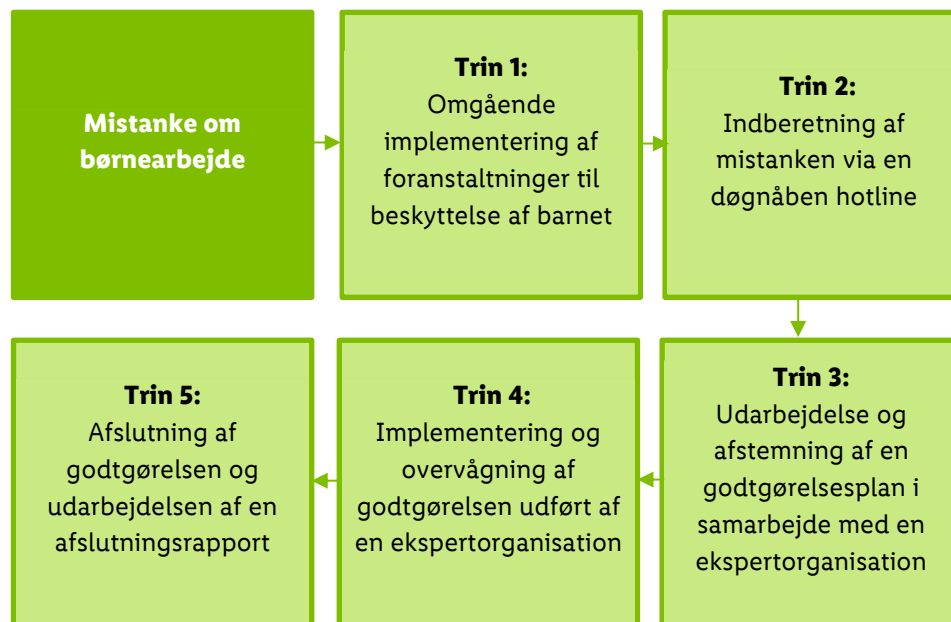 Mistanke om
børnearbejde
Trin 1:
Omgående
implementering af
foranstaltninger til
beskyttelse af barnet
Trin 2:
Indberetning af
mistanken via en
døgnåben hotline
Trin 3:
Udarbejdelse og
afstemning af en
godtgørelsesplan i
samarbejde med en
ekspertorganisation
Trin 4:
Implementering og
overvågning af
godtgørelsen udført af
en ekspertorganisation
Trin 5:
Afslutning af
godtgørelsen og
udarbejdelsen af en
afslutningsrapport